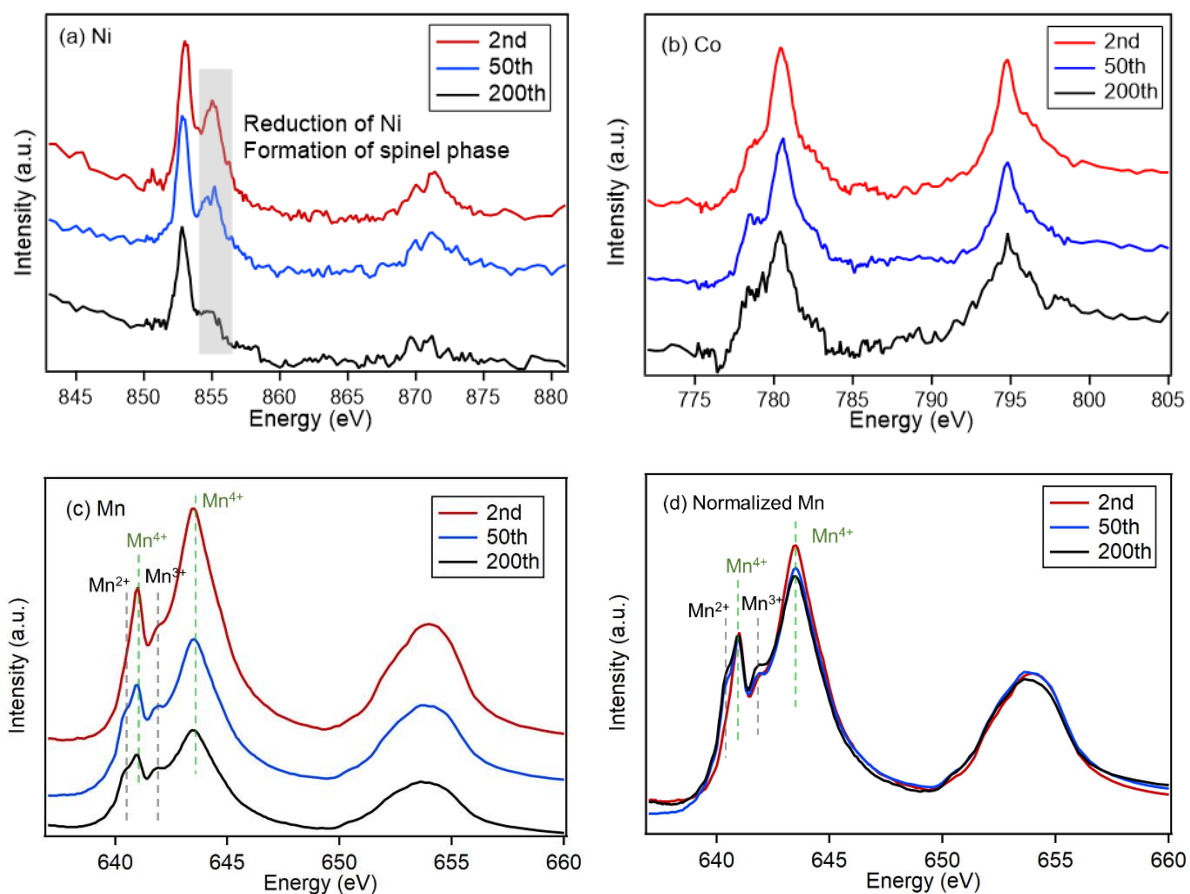 (a) Ni
2nd
50th
200th
Reduction of Ni
Formation of spinel phase
Intensity (a.u.)
845 850 855 860 865 870 875 880
Energy (eV)
(b) Co
2nd
50th
200th
Intensity (a.u.)
775 780 785 790 795 800 805
Energy (eV)
(c) Mn
Mn4+
2nd
50th
200th
Mn4+
Mn2+
Mn3+
Intensity (a.u.)
640 645 650 655 660
Energy (eV)
(d) Normalized Mn
2nd
50th
200th
Mn4+
Mn4+
Mn2+
Mn3+
Intensity (a.u.)
640 645 650 655 660
Energy (eV)